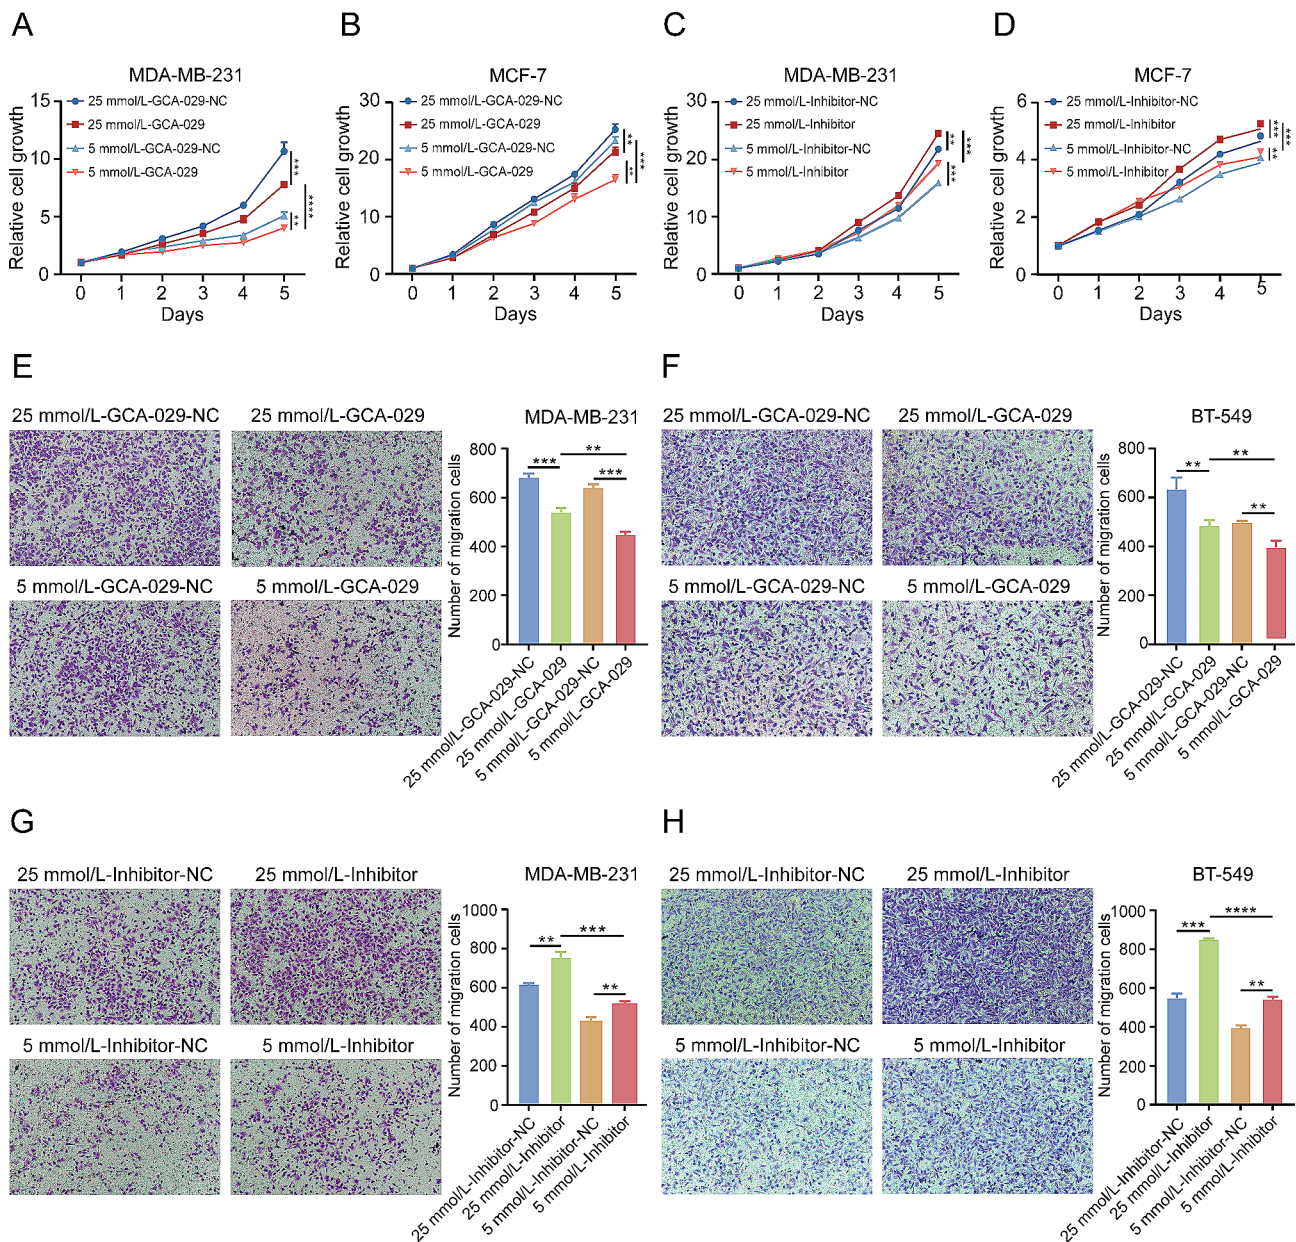 A
B
C
D
MDA-MB-231
MCF-7
MDA-MB-231
MCF-7
Relative cell growth
15
10
5
0
25 mmol/L-GCA-029-NC
25 mmol/L-GCA-029
5 mmol/L-GCA-029-NC
5 mmol/L-GCA-029
***
**
****
0 1 2 3 4 5
Days
Relative cell growth
30
20
10
0
25 mmol/L-GCA-029-NC
25 mmol/L-GCA-029
5 mmol/L-GCA-029-NC
5 mmol/L-GCA-029
**
**
***
0 1 2 3 4 5
Days
Relative cell growth
30
20
10
0
25 mmol/L-Inhibitor-NC
25 mmol/L-Inhibitor
5 mmol/L-Inhibitor-NC
5 mmol/L-Inhibitor
**
***
***
0 1 2 3 4 5
Days
Relative cell growth
6
4
2
0
25 mmol/L-Inhibitor-NC
25 mmol/L-Inhibitor
5 mmol/L-Inhibitor-NC
5 mmol/L-Inhibitor
***
**
***
0 1 2 3 4 5
Days
E
25 mmol/L-GCA-029-NC
25 mmol/L-GCA-029
5 mmol/L-GCA-029-NC
5 mmol/L-GCA-029
MDA-MB-231
Number of migration cells
800
600
400
200
0
**
***
***
25 mmol/L-GCA-029-NC
25 mmol/L-GCA-029
5 mmol/L-GCA-029-NC
5 mmol/L-GCA-029
F
25 mmol/L-GCA-029-NC
25 mmol/L-GCA-029
5 mmol/L-GCA-029-NC
5 mmol/L-GCA-029
BT-549
Number of migration cells
800
600
400
200
0
**
**
**
25 mmol/L-GCA-029-NC
25 mmol/L-GCA-029
5 mmol/L-GCA-029-NC
5 mmol/L-GCA-029
G
25 mmol/L-Inhibitor-NC
25 mmol/L-Inhibitor
5 mmol/L-Inhibitor-NC
5 mmol/L-Inhibitor
MDA-MB-231
Number of migration cells
1000
800
600
400
200
0
***
**
**
25 mmol/L-Inhibitor-NC
25 mmol/L-Inhibitor
5 mmol/L-Inhibitor-NC
5 mmol/L-Inhibitor
H
25 mmol/L-Inhibitor-NC
25 mmol/L-Inhibitor
5 mmol/L-Inhibitor-NC
5 mmol/L-Inhibitor
BT-549
Number of migration cells
1000
800
600
400
200
0
****
***
**
25 mmol/L-Inhibitor-NC
25 mmol/L-Inhibitor
5 mmol/L-Inhibitor-NC
5 mmol/L-Inhibitor